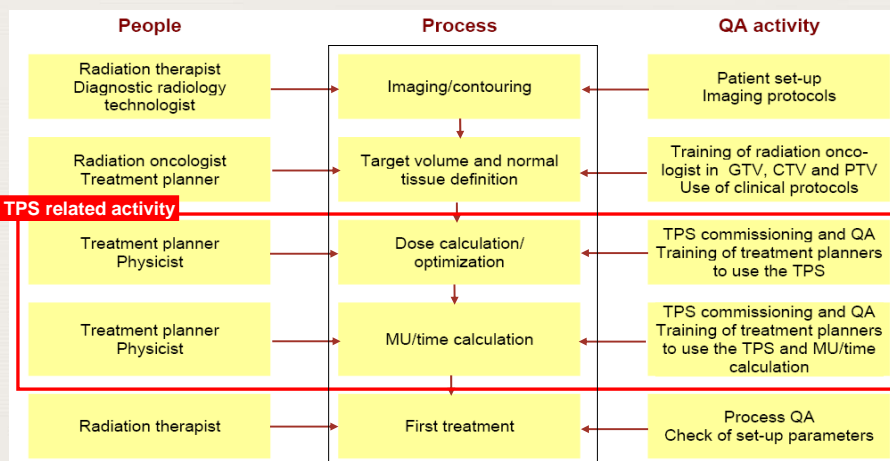 People
Process
QA activity
Radiation therapist
Diagnostic radiology
technologist
Imaging/contouring
Patient set-up
Imaging protocols
Radiation oncologist
Treatment planner
Target volume and normal
tissue definition
Training of radiation onco-
logist in GTV, CTV and PTV
Use of clinical protocols
TPS related activity
Treatment planner
Physicist
Dose calculation/
optimization
TPS commissioning and QA
Training of treatment planners
to use the TPS
Treatment planner
Physicist
MU/time calculation
TPS commissioning and QA
Training of treatment planners
to use the TPS and MU/time
calculation
Radiation therapist
First treatment
Process QA
Check of set-up parameters